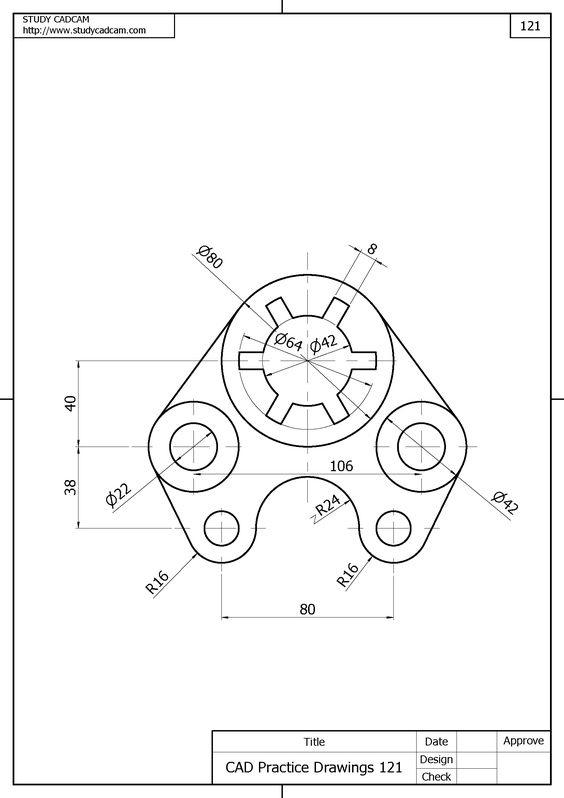 STUDY CADCAM
http://www.studycadcam.com
121
Ø80
8
Ø64
Ø42
40
106
38
Ø22
R24
Ø42
R16
R16
80
Title
Date
Approve
CAD Practice Drawings 121
Design
Check